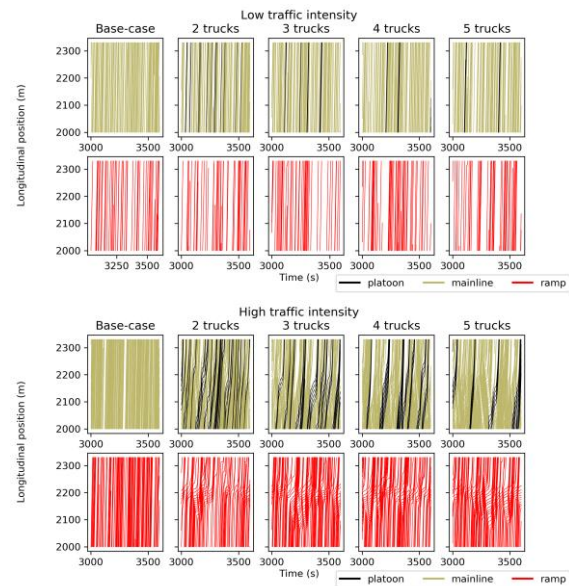 Low traffic intensity
Base-case 2 trucks 3 trucks 4 trucks 5 trucks
2300
2200
2100
2000
3000 3500 3000 3500 3000 3500 3000 3500 3000 3500
Longitudinal position (m)
2300
2200
2100
2000
3250 3500 3000 3500 3000 3500 3000 3500 3000 3500
Time (s)
platoon mainline ramp
High traffic intensity
Base-case 2 trucks 3 trucks 4 trucks 5 trucks
2300
2200
2100
2000
3000 3500 3000 3500 3000 3500 3000 3500 3000 3500
Longitudinal position (m)
2300
2200
2100
2000
3000 3500 3000 3500 3000 3500 3000 3500 3000 3500
Time (s)
platoon mainline ramp